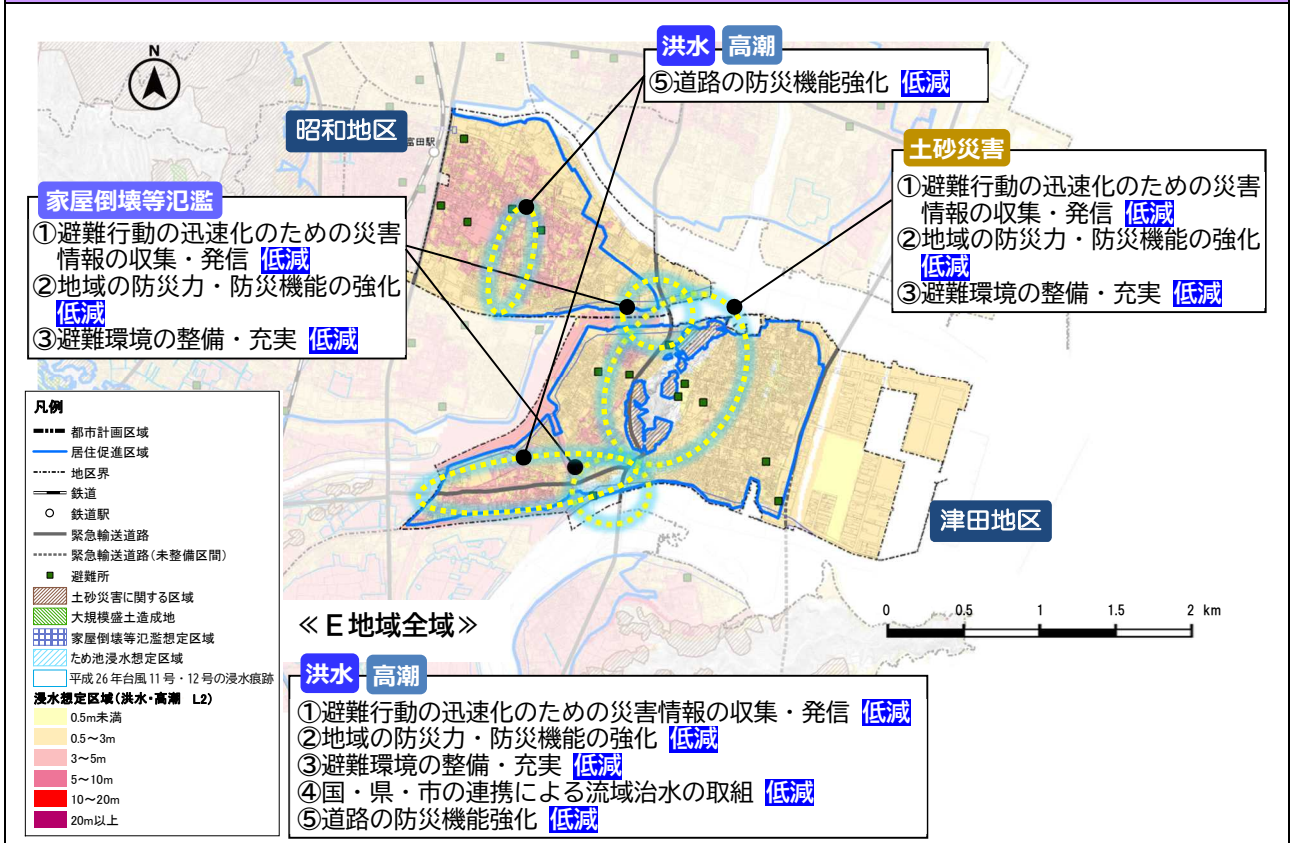 洪水 高潮
⑤道路の防災機能強化 低減
N
昭和地区
富田駅
土砂災害
①避難行動の迅速化のための災害
情報の収集・発信 低減
②地域の防災力・防災機能の強化
低減
③避難環境の整備・充実 低減
家屋倒壊等氾濫
①避難行動の迅速化のための災害
情報の収集・発信 低減
②地域の防災力・防災機能の強化
低減
③避難環境の整備・充実 低減
凡例
都市計画区域
居住促進区域
地区界
鉄道
鉄道駅
緊急輸送道路
緊急輸送道路(未整備区間)
避難所
土砂災害に関する区域
大規模盛土造成地
家屋倒壊等氾濫想定区域
ため池浸水想定区域
平成26年台風11号・12号の浸水痕跡
浸水想定区域(洪水・高潮 L2)
0.5m未満
0.5～3m
3～5m
5～10m
10～20m
20m以上
津田地区
0 0.5 1 1.5 2 km
≪E地域全域≫
洪水 高潮
①避難行動の迅速化のための災害情報の収集・発信 低減
②地域の防災力・防災機能の強化 低減
③避難環境の整備・充実 低減
④国・県・市の連携による流域治水の取組 低減
⑤道路の防災機能強化 低減